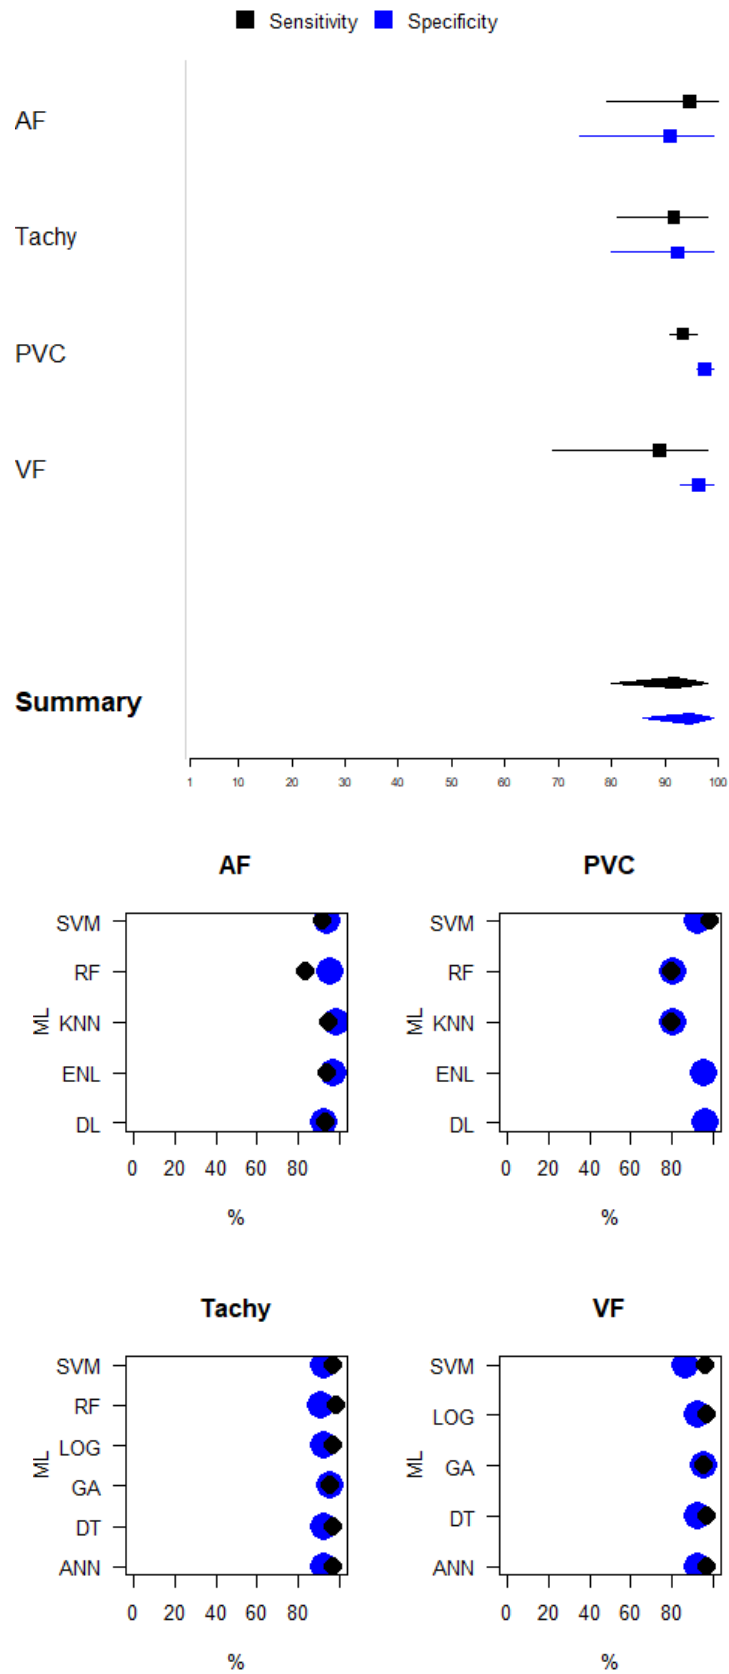 Sensitivity Specificity
AF
Tachy
PVC
VF
Summary
1 10 20 30 40 50 60 70 80 90 100
AF
ML
SVM
RF
KNN
ENL
DL
0 20 40 60 80
%
PVC
ML
SVM
RF
KNN
ENL
DL
0 20 40 60 80
%
Tachy
ML
SVM
RF
LOG
GA
DT
ANN
0 20 40 60 80
%
VF
ML
SVM
LOG
GA
DT
ANN
0 20 40 60 80
%